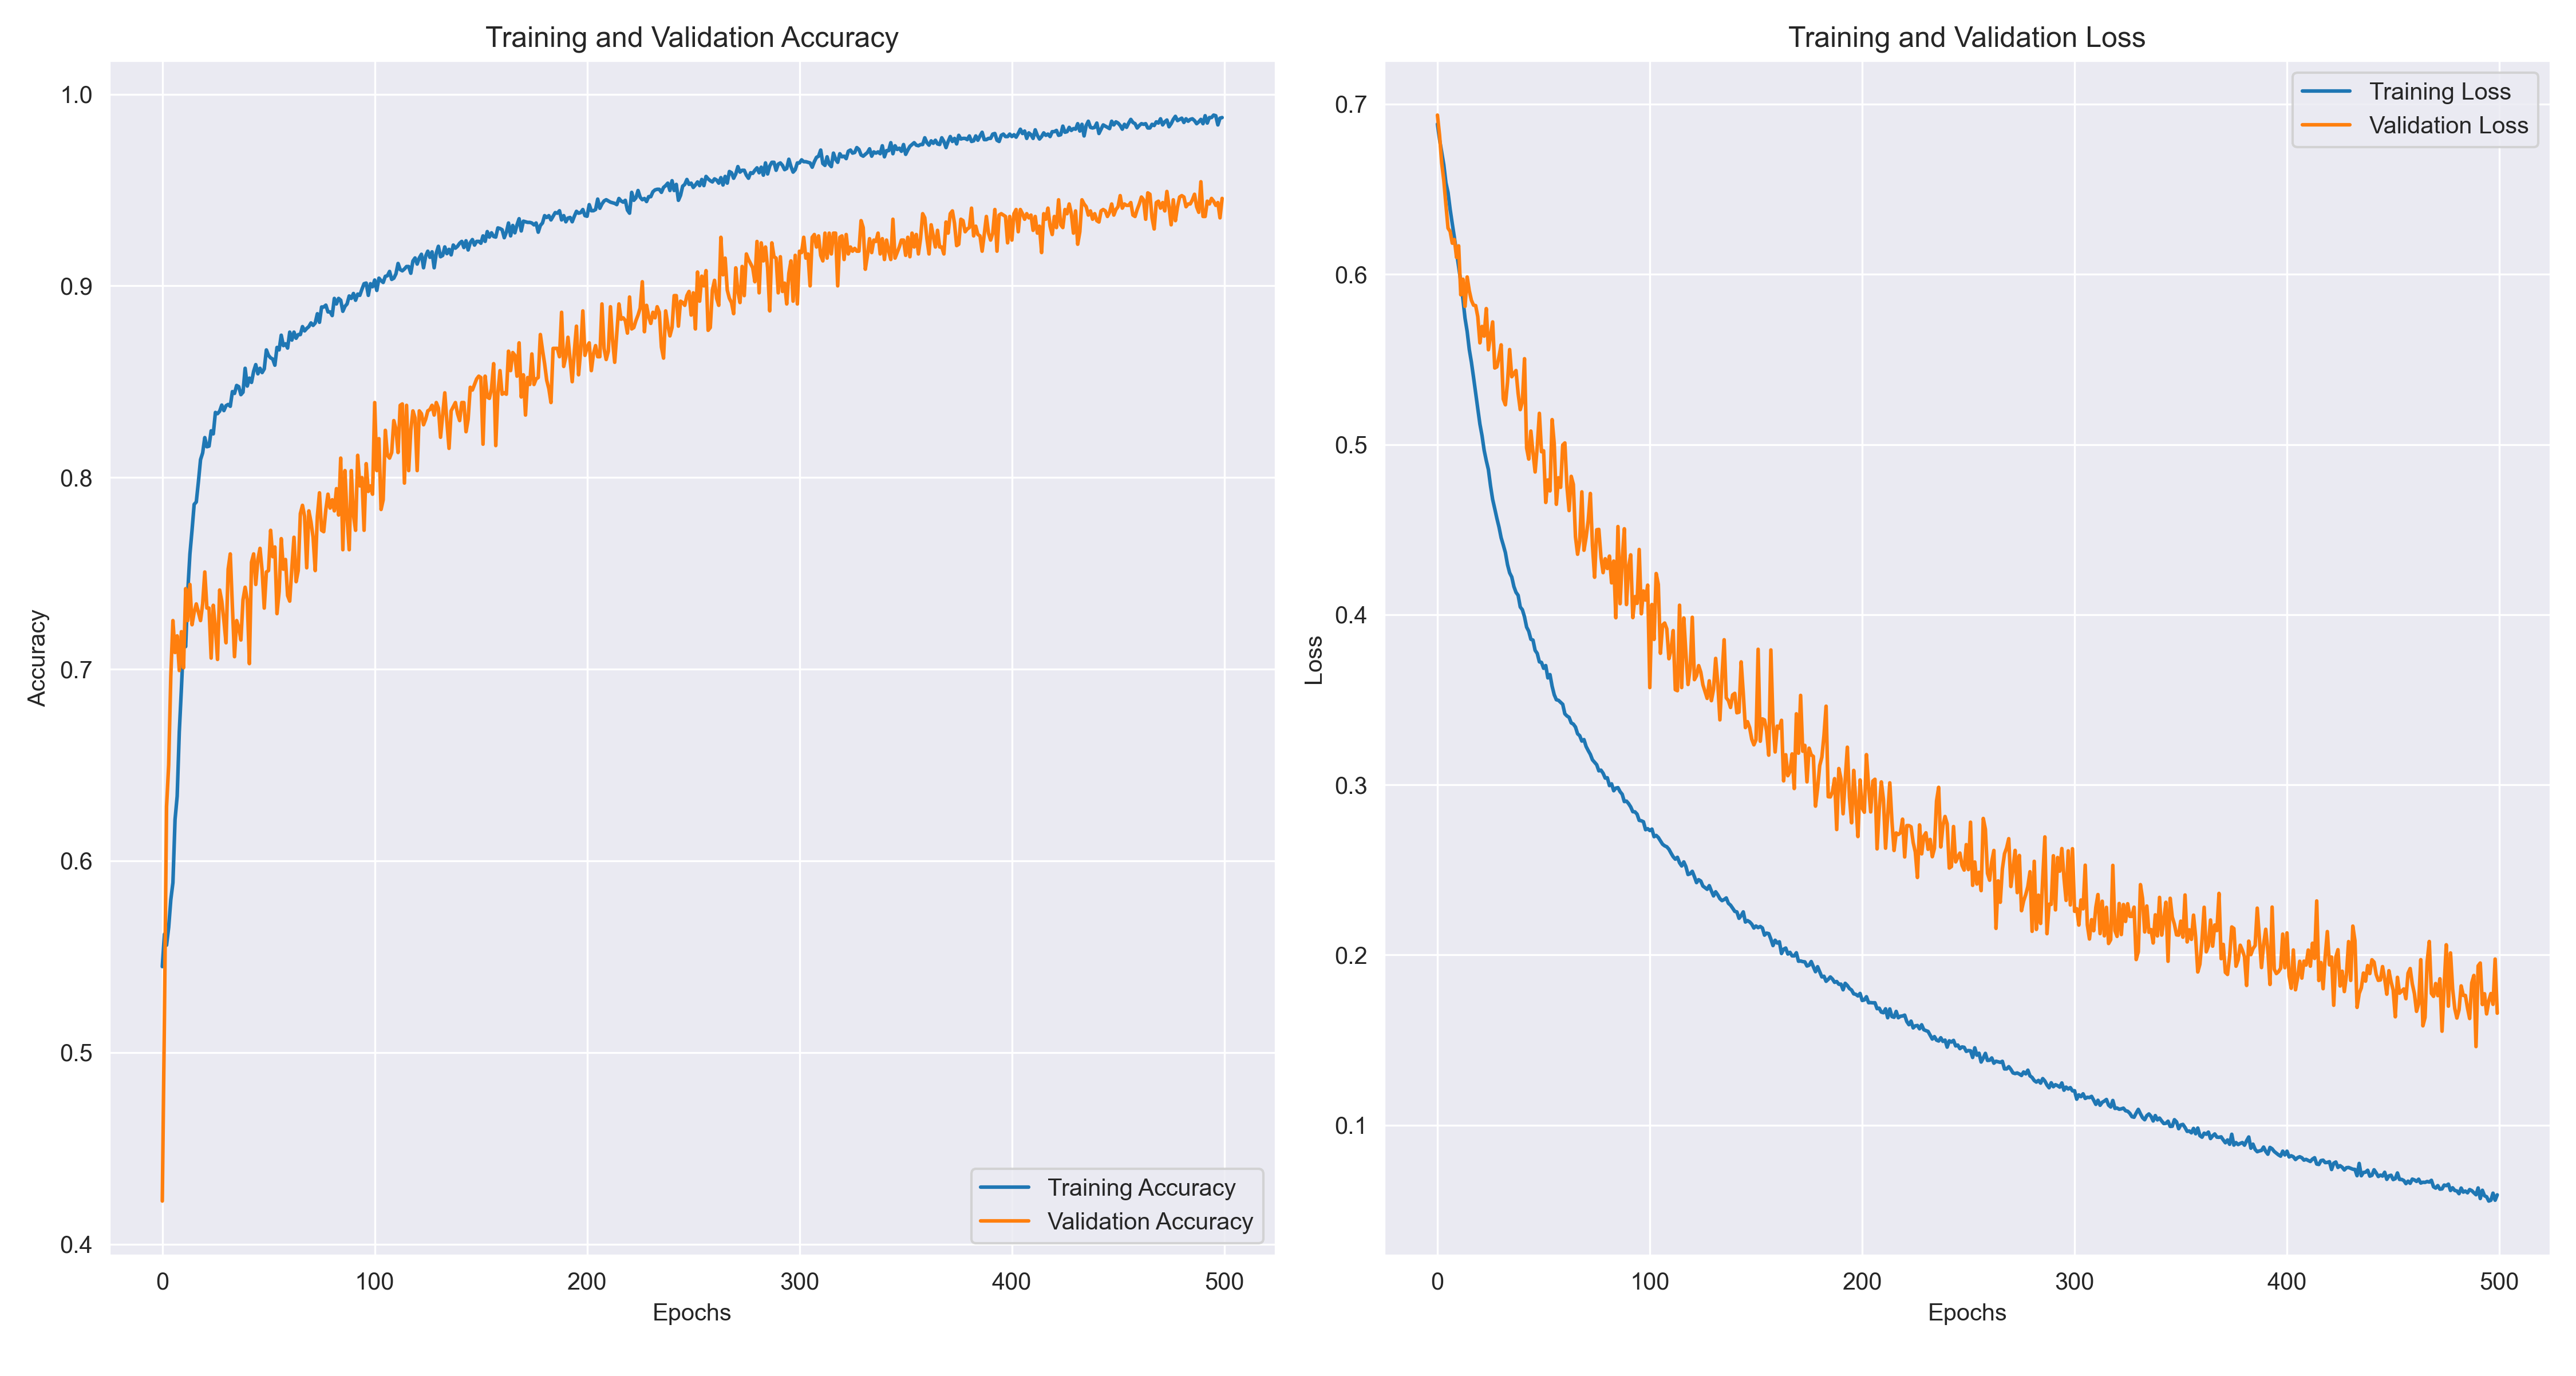 Training and Validation Accuracy
1.0
0.9
0.8
0.7
0.6
0.5
0.4
Accuracy
0
100
200
300
400
500
Epochs
Training Accuracy
Validation Accuracy
Training and Validation Loss
0.7
0.6
0.5
0.4
0.3
0.2
0.1
Loss
0
100
200
300
400
500
Epochs
Training Loss
Validation Loss